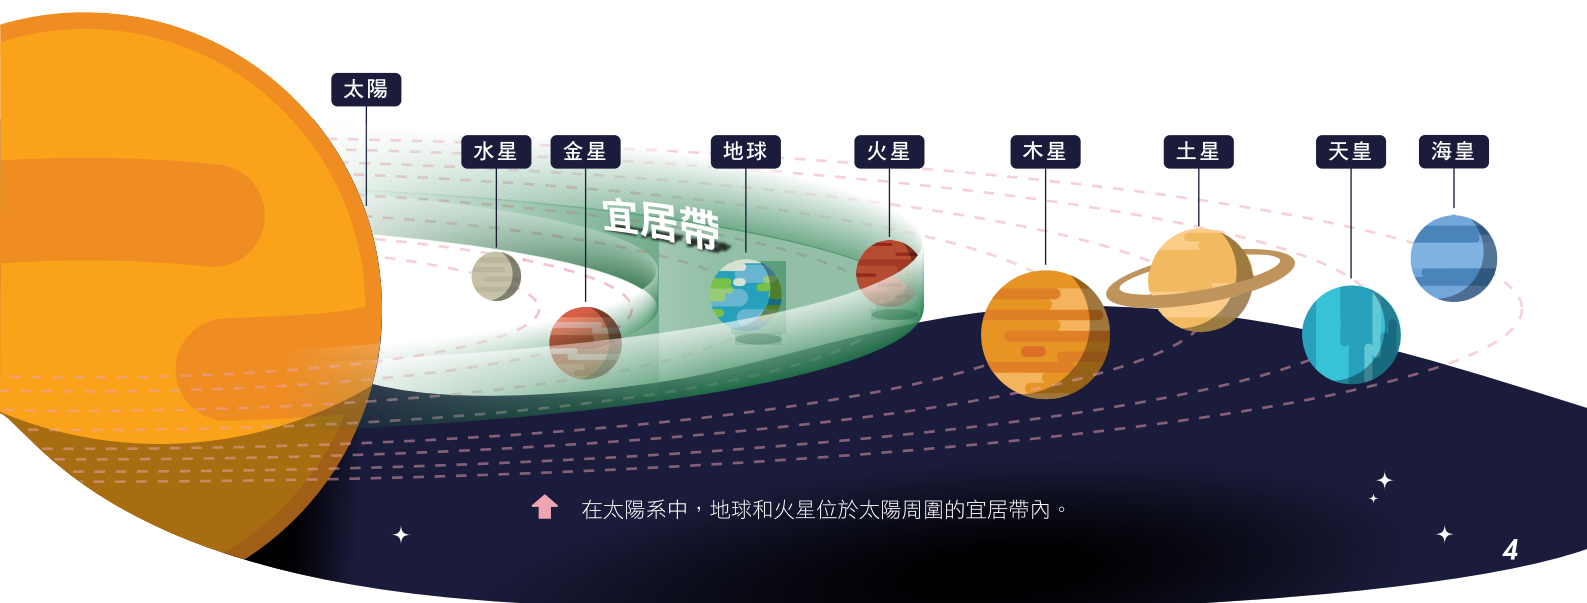 太陽
水星
金星
地球
火星
木星
土星
天皇
海皇
宜居帶
在太陽系中，地球和火星位於太陽周圍的宜居帶內。
4